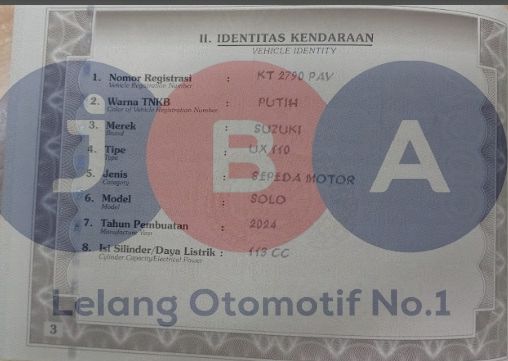 II. IDENTITAS KENDARAAN
VEHICLE IDENTITY
1. Nomor Registrasi : KT 2790 PAV
Vehicle Registration Number
2. Warna TNKB : PUTIH
Color of Vehicle Registration Number
3. Merek : SUZUKI
Brand
4. Tipe : UX 110
Type
5. Jenis : SEPEDA MOTOR
Category
6. Model : SOLO
Model
7. Tahun Pembuatan : 2024
Manufacture Year
8. Isi Silinder/Daya Listrik : 113 CC
Cylinder Capacity/Electrical Power
JBA
Lelang Otomotif No.1
3